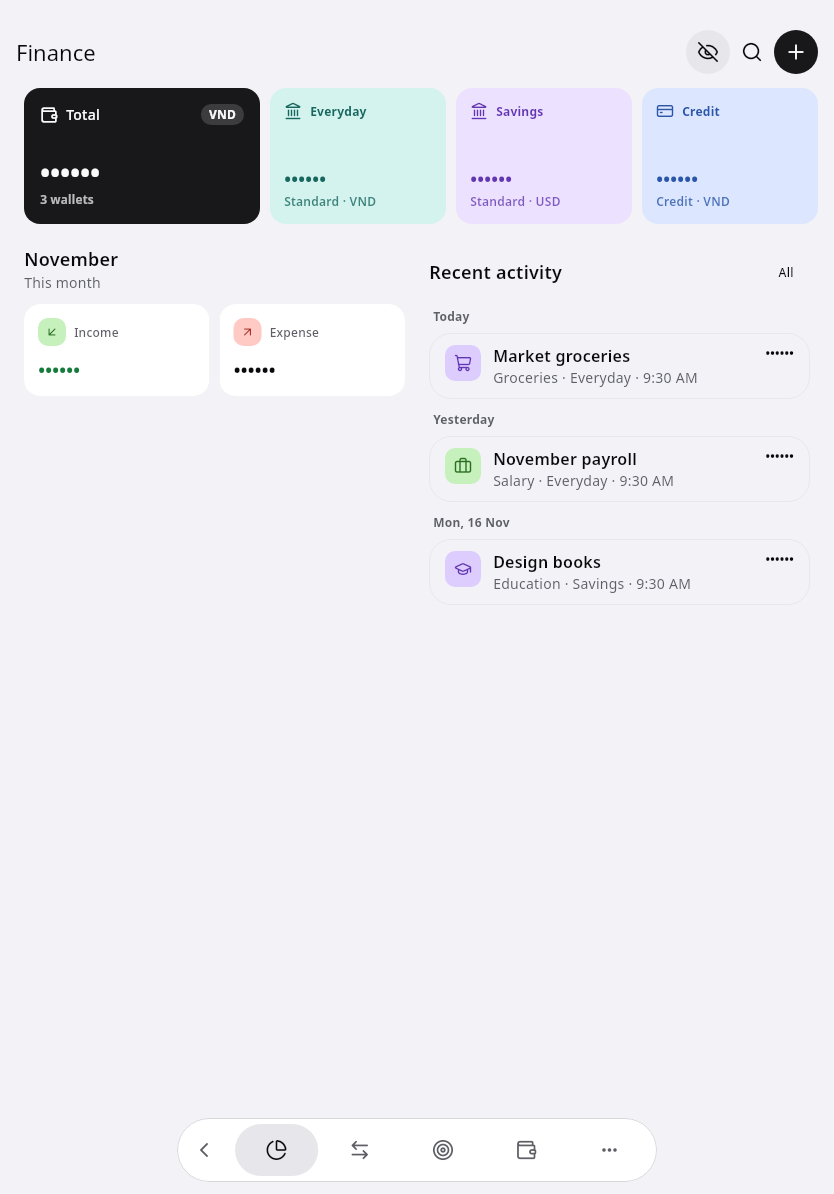 Finance
Total
VND
••••••
3 wallets
Everyday
••••••
Standard · VND
Savings
••••••
Standard · USD
Credit
••••••
Credit · VND
November
This month
Income
••••••
Expense
••••••
Recent activity
All
Today
Market groceries
••••••
Groceries · Everyday · 9:30 AM
Yesterday
November payroll
••••••
Salary · Everyday · 9:30 AM
Mon, 16 Nov
Design books
••••••
Education · Savings · 9:30 AM